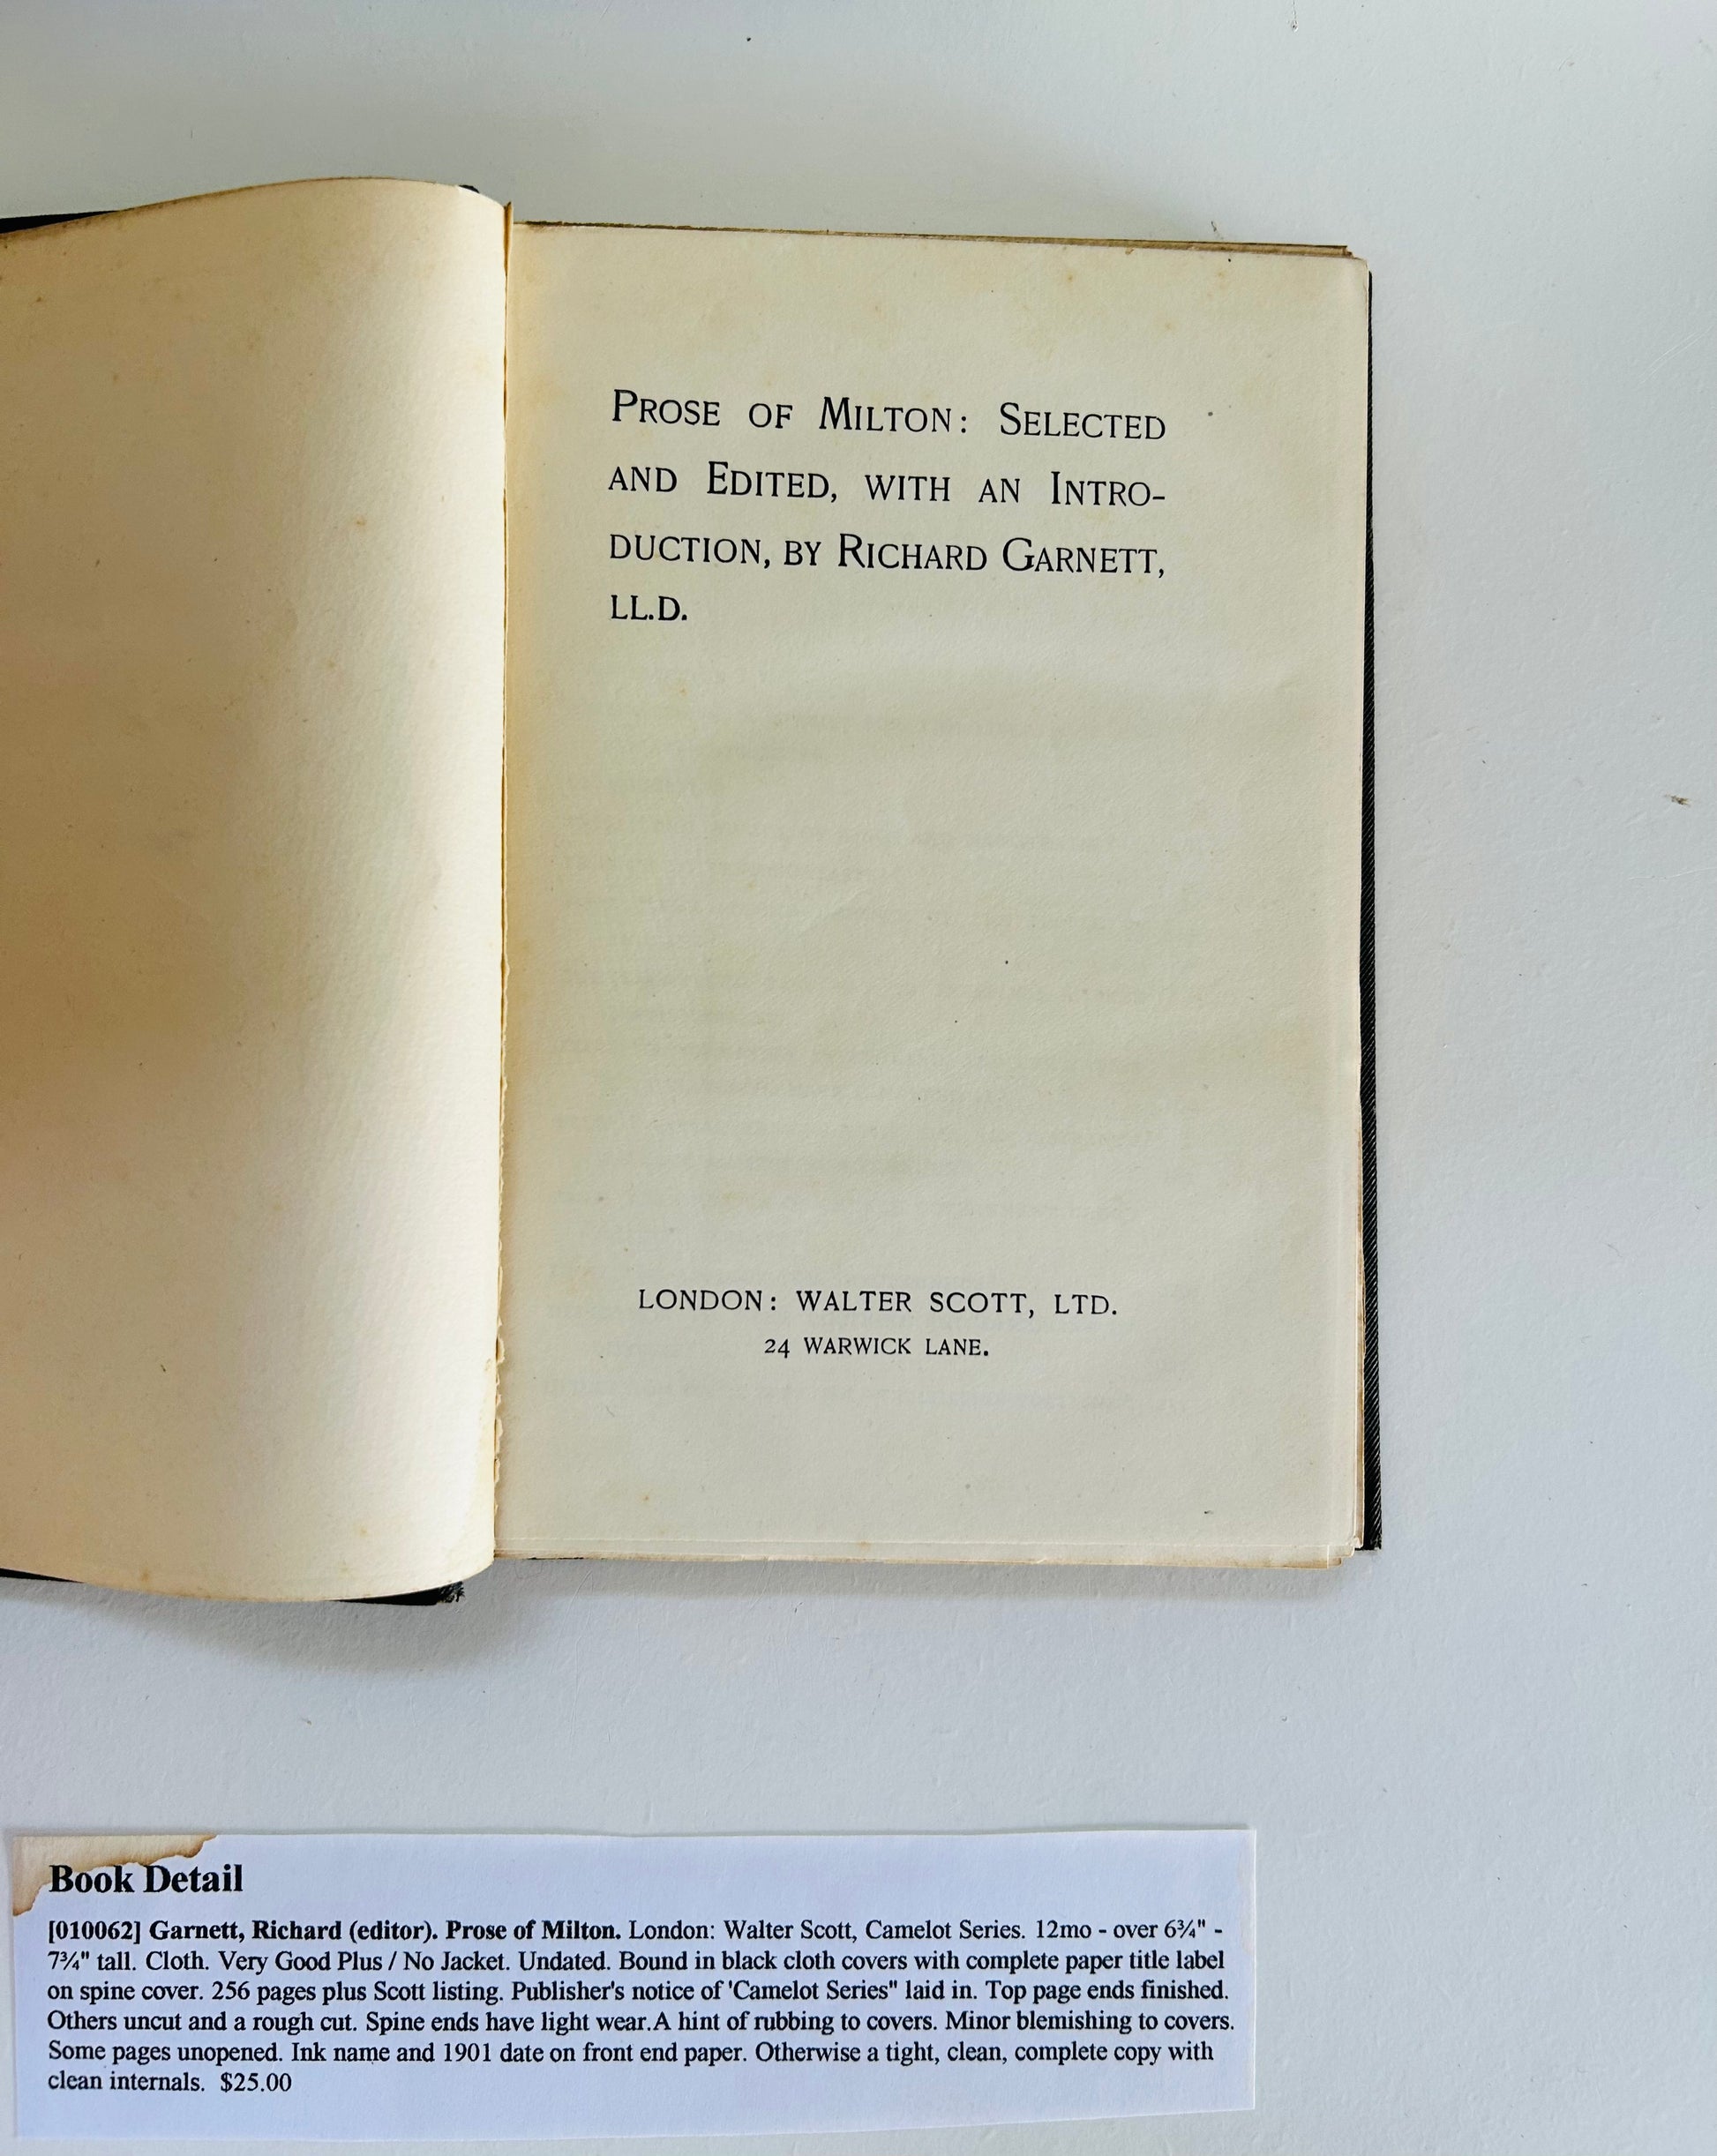 Prose of Milton: Selected
and Edited, with an Intro-
duction, by Richard Garnett,
LL.D.
LONDON: WALTER SCOTT, LTD.
24 WARWICK LANE.
Book Detail
[010062] Garnett, Richard (editor). Prose of Milton. London: Walter Scott, Camelot Series. 12mo - over 6¾" -
7¾" tall. Cloth. Very Good Plus / No Jacket. Undated. Bound in black cloth covers with complete paper title label
on spine cover. 256 pages plus Scott listing. Publisher's notice of 'Camelot Series" laid in. Top page ends finished.
Others uncut and a rough cut. Spine ends have light wear.A hint of rubbing to covers. Minor blemishing to covers.
Some pages unopened. Ink name and 1901 date on front end paper. Otherwise a tight, clean, complete copy with
clean internals. $25.00